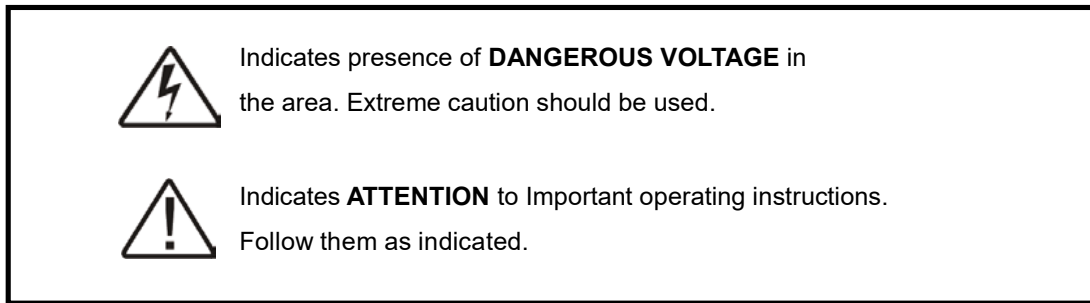 Indicates presence of DANGEROUS VOLTAGE in
the area. Extreme caution should be used.
Indicates ATTENTION to Important operating instructions.
Follow them as indicated.